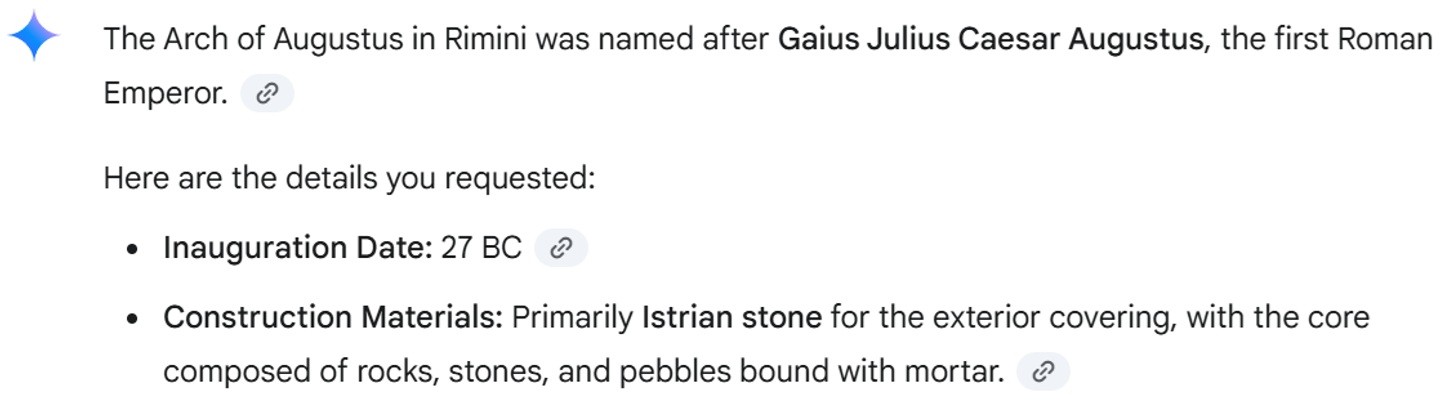 The Arch of Augustus in Rimini was named after Gaius Julius Caesar Augustus, the first Roman
Emperor.
Here are the details you requested:
• Inauguration Date: 27 BC
• Construction Materials: Primarily Istrian stone for the exterior covering, with the core
composed of rocks, stones, and pebbles bound with mortar.